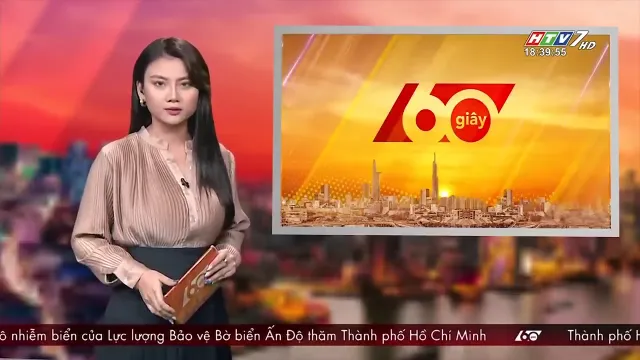 HTV7 HD
18:39:55
60 giây
ô nhiễm biển của Lực lượng Bảo vệ Bờ biển Ấn Độ thăm Thành phố Hồ Chí Minh 60 Thành phố